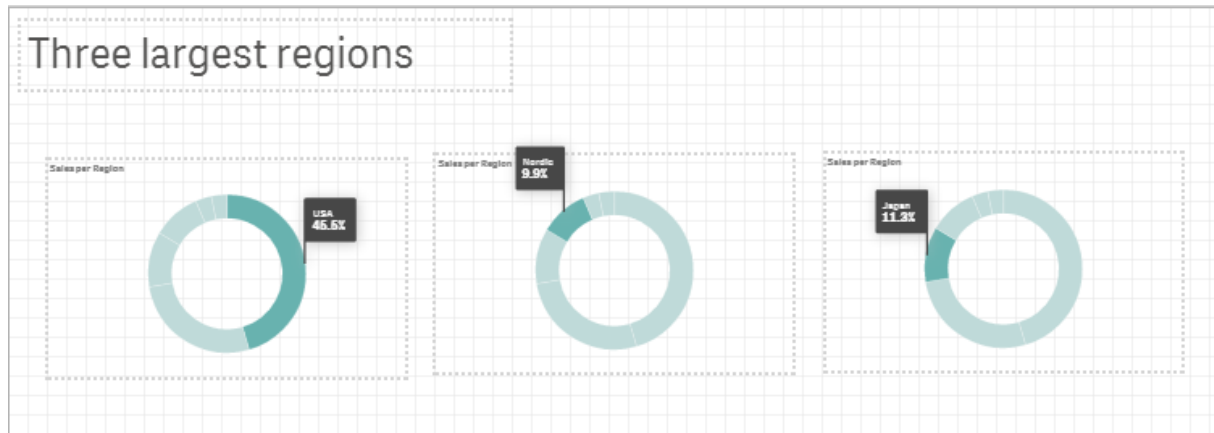 Three largest regions
Sales per Region
USA
45.5%
Sales per Region
Nordic
9.9%
Sales per Region
Japan
11.3%